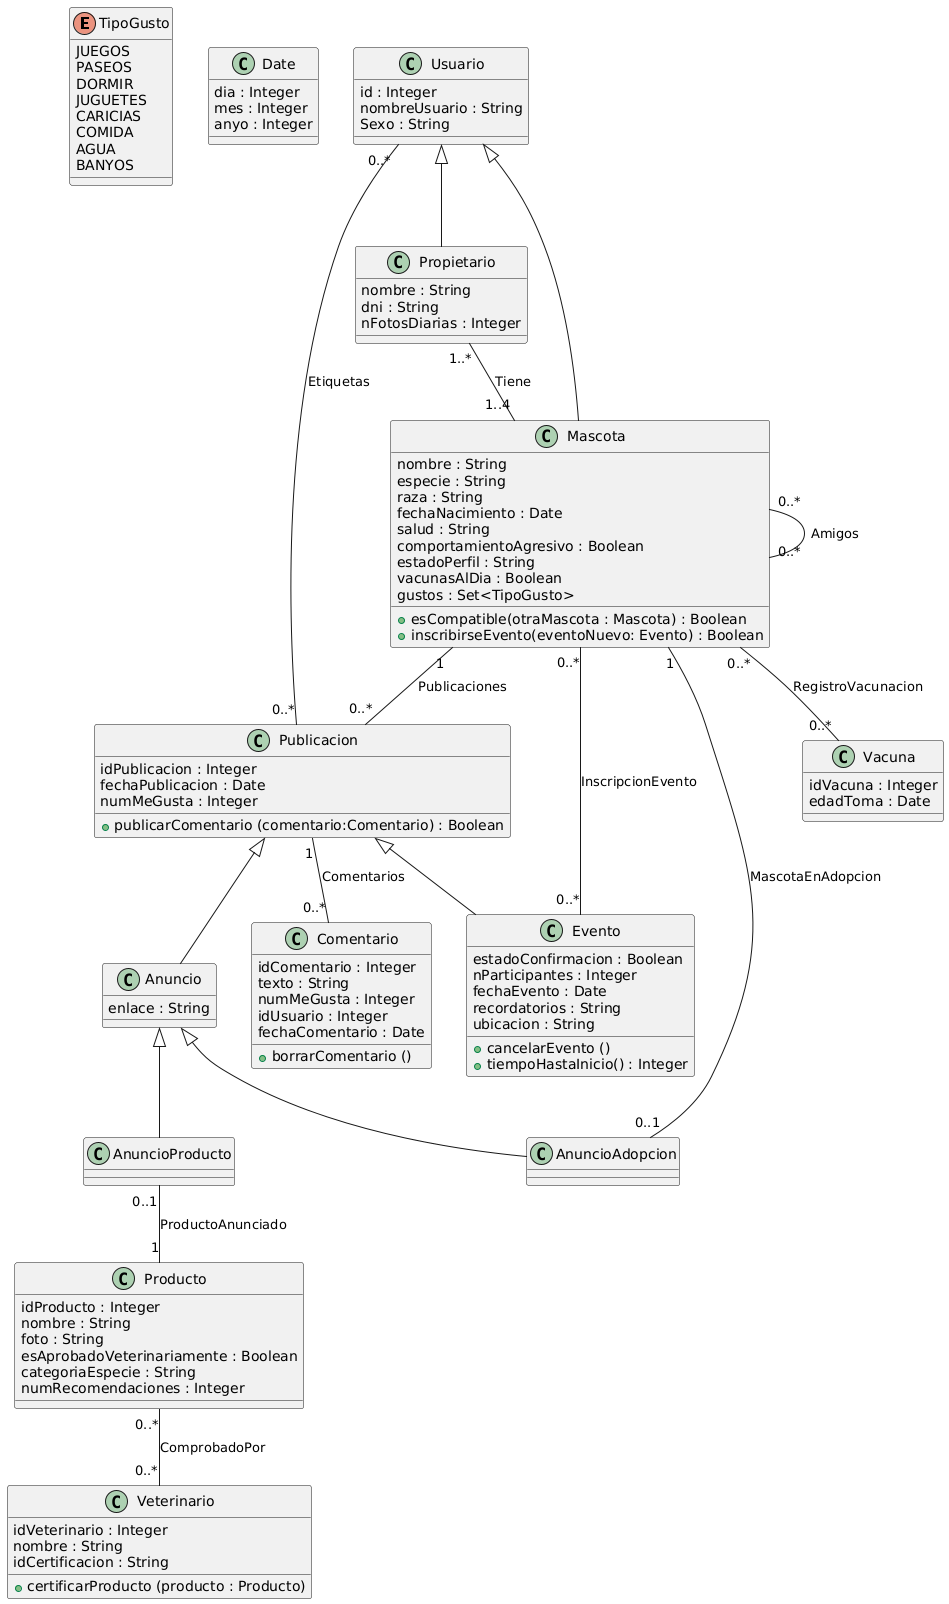 E TipoGusto
JUEGOS
PASEOS
DORMIR
JUGUETES
CARICIAS
COMIDA
AGUA
BANYOS
C Date
dia : Integer
mes : Integer
anyo : Integer
C Usuario
id : Integer
nombreUsuario : String
Sexo : String
0..*
C Propietario
nombre : String
dni : String
nFotosDiarias : Integer
1..*
Etiquetas
Tiene
1..4
C Mascota
nombre : String
especie : String
raza : String
fechaNacimiento : Date
salud : String
comportamientoAgresivo : Boolean
estadoPerfil : String
vacunasAlDia : Boolean
gustos : Set<TipoGusto>
esCompatible(otraMascota : Mascota) : Boolean
inscribirseEvento(eventoNuevo: Evento) : Boolean
0..*
Amigos
0..*
1
0..*
1
0..*
Publicaciones
RegistroVacunacion
0..*
0..*
0..*
C Publicacion
idPublicacion : Integer
fechaPublicacion : Date
numMeGusta : Integer
publicarComentario (comentario:Comentario) : Boolean
InscripcionEvento
C Vacuna
idVacuna : Integer
edadToma : Date
1
Comentarios
MascotaEnAdopcion
0..*
0..*
C Anuncio
enlace : String
C Comentario
idComentario : Integer
texto : String
numMeGusta : Integer
idUsuario : Integer
fechaComentario : Date
borrarComentario ()
C Evento
estadoConfirmacion : Boolean
nParticipantes : Integer
fechaEvento : Date
recordatorios : String
ubicacion : String
cancelarEvento ()
tiempoHastaInicio() : Integer
0..1
C AnuncioProducto
C AnuncioAdopcion
0..1
ProductoAnunciado
1
C Producto
idProducto : Integer
nombre : String
foto : String
esAprobadoVeterinariamente : Boolean
categoriaEspecie : String
numRecomendaciones : Integer
0..*
ComprobadoPor
0..*
C Veterinario
idVeterinario : Integer
nombre : String
idCertificacion : String
certificarProducto (producto : Producto)